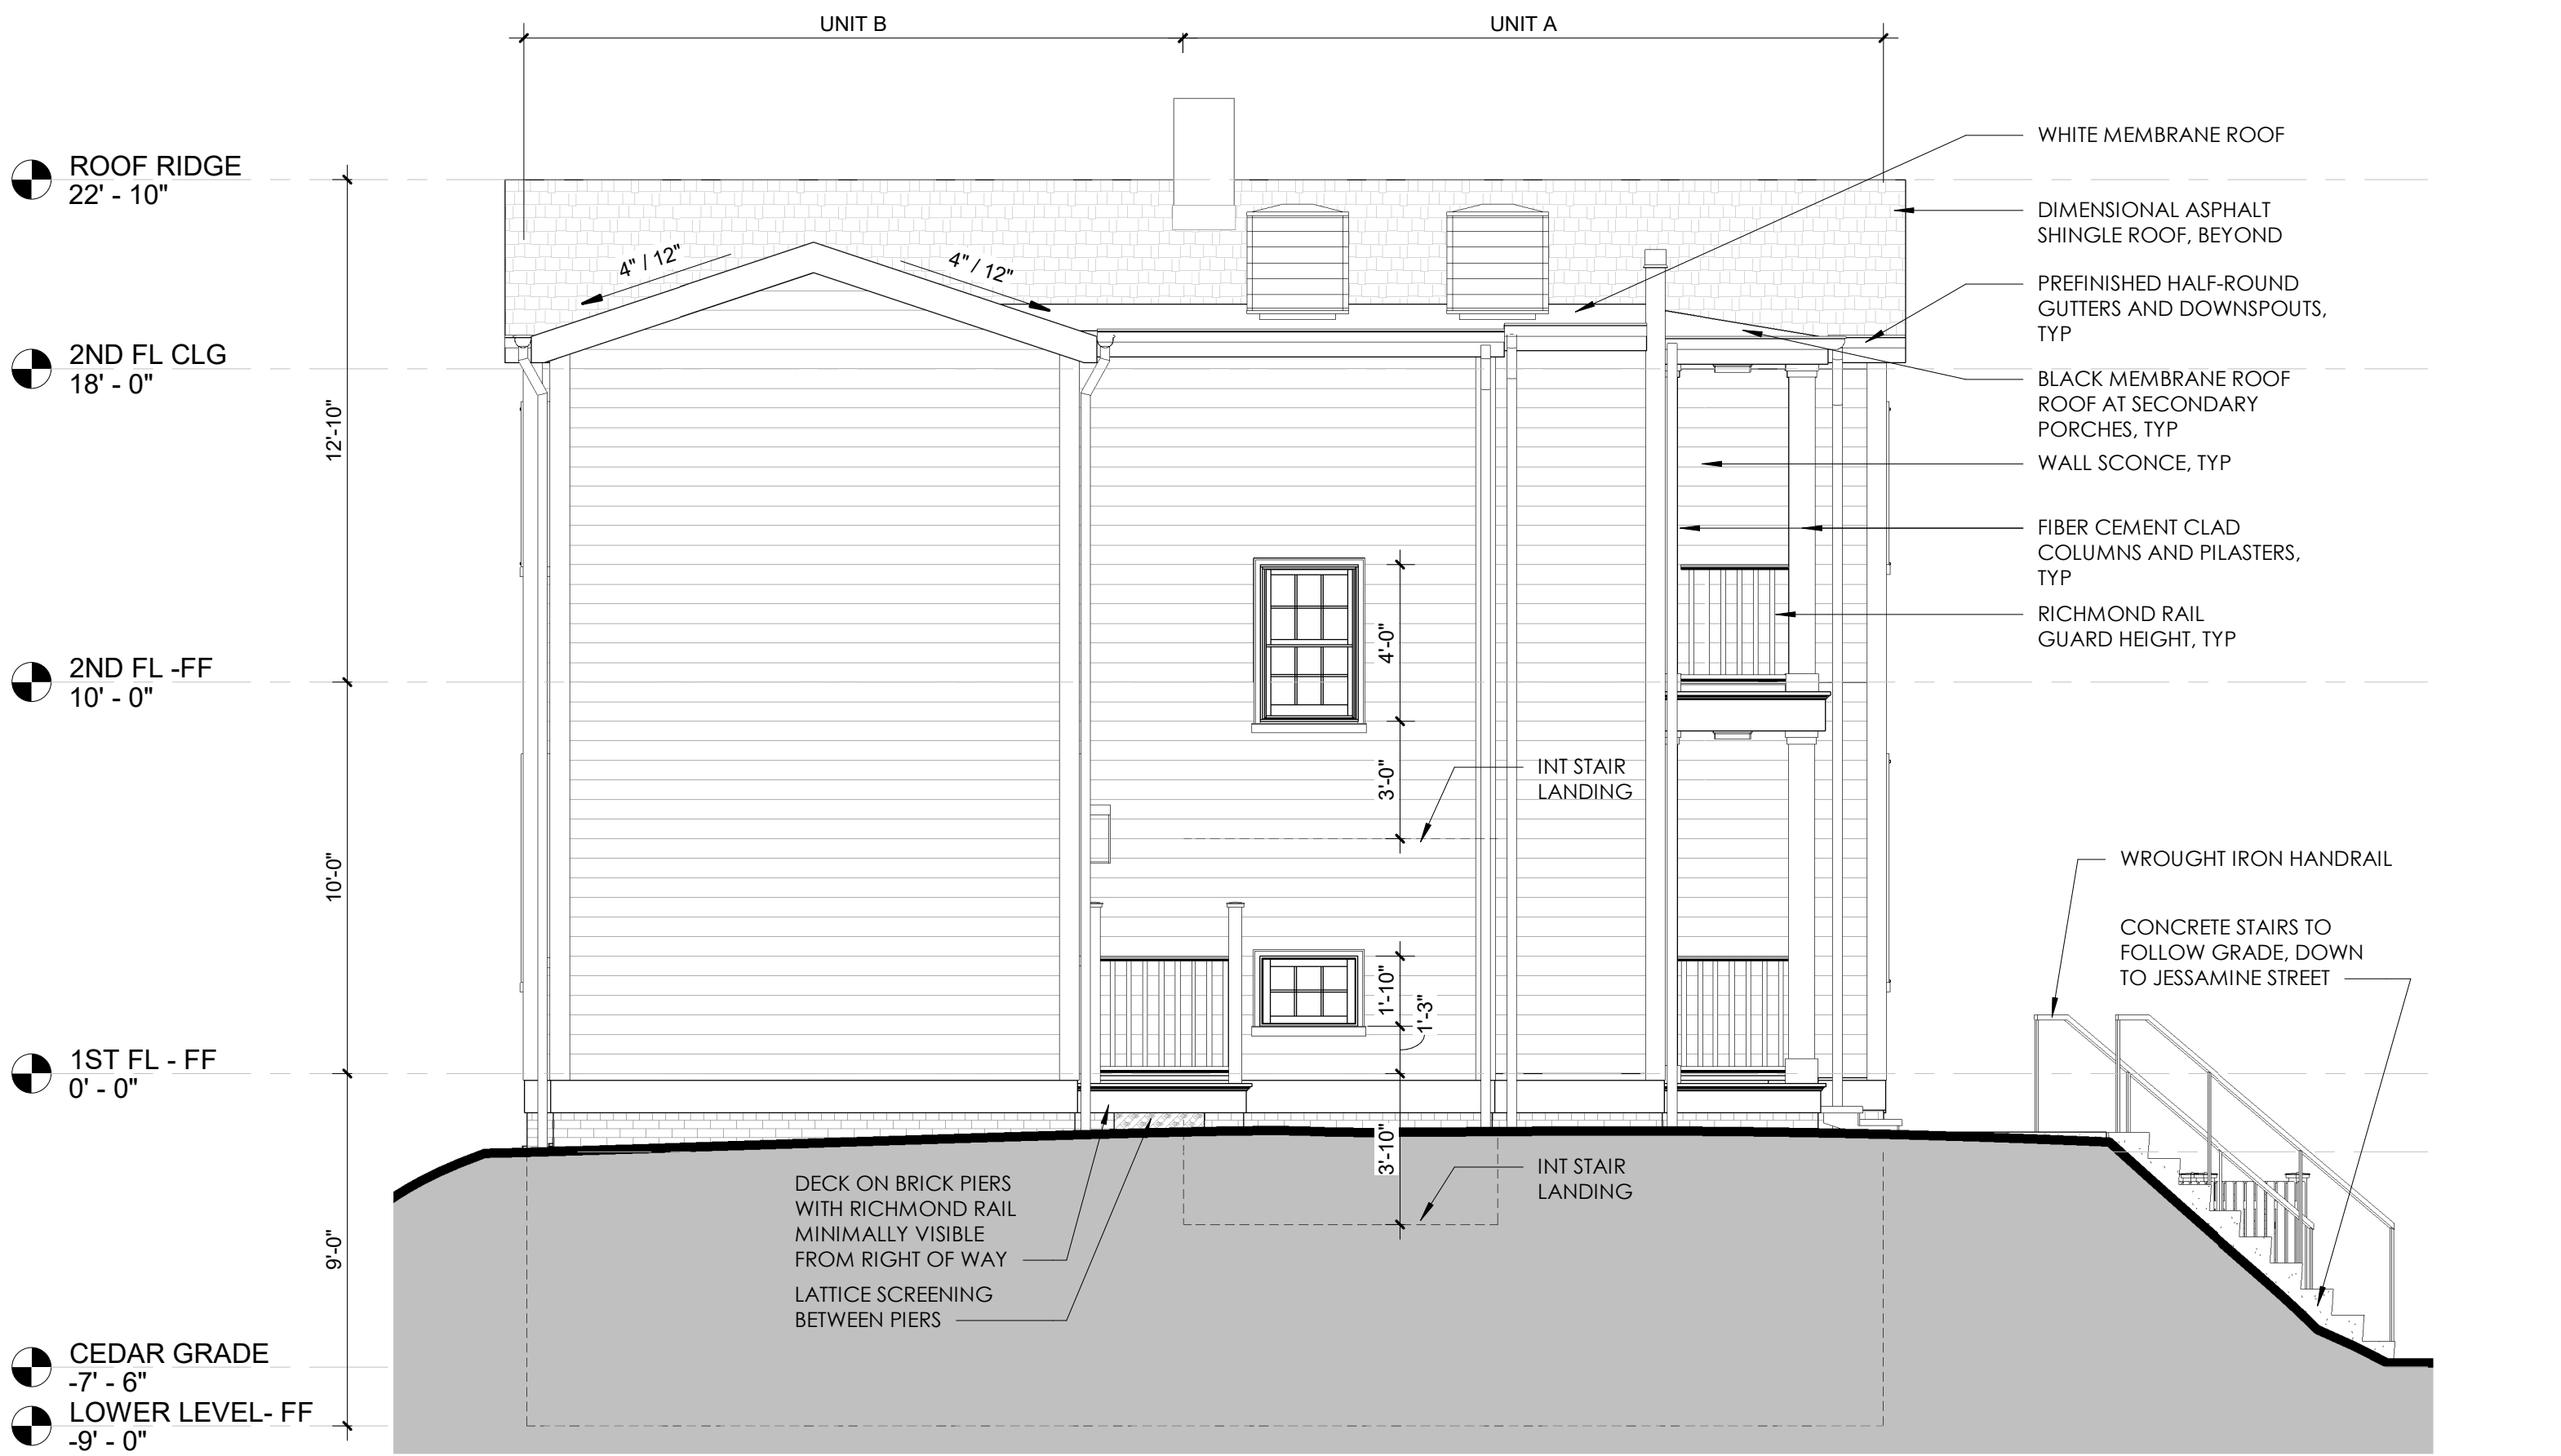 UNIT B
UNIT A
ROOF RIDGE
22' - 10"
2ND FL CLG
18' - 0"
2ND FL -FF
10' - 0"
1ST FL - FF
0' - 0"
CEDAR GRADE
-7' - 6"
LOWER LEVEL- FF
-9' - 0"
12'-10"
10'-0"
9'-0"
4" / 12"
4" / 12"
4'-0"
3'-0"
1'-10"
1'-3"
3'-10"
INT STAIR
LANDING
INT STAIR
LANDING
DECK ON BRICK PIERS
WITH RICHMOND RAIL
MINIMALLY VISIBLE
FROM RIGHT OF WAY
LATTICE SCREENING
BETWEEN PIERS
WHITE MEMBRANE ROOF
DIMENSIONAL ASPHALT
SHINGLE ROOF, BEYOND
PREFINISHED HALF-ROUND
GUTTERS AND DOWNSPOUTS,
TYP
BLACK MEMBRANE ROOF
ROOF AT SECONDARY
PORCHES, TYP
WALL SCONCE, TYP
FIBER CEMENT CLAD
COLUMNS AND PILASTERS,
TYP
RICHMOND RAIL
GUARD HEIGHT, TYP
WROUGHT IRON HANDRAIL
CONCRETE STAIRS TO
FOLLOW GRADE, DOWN
TO JESSAMINE STREET